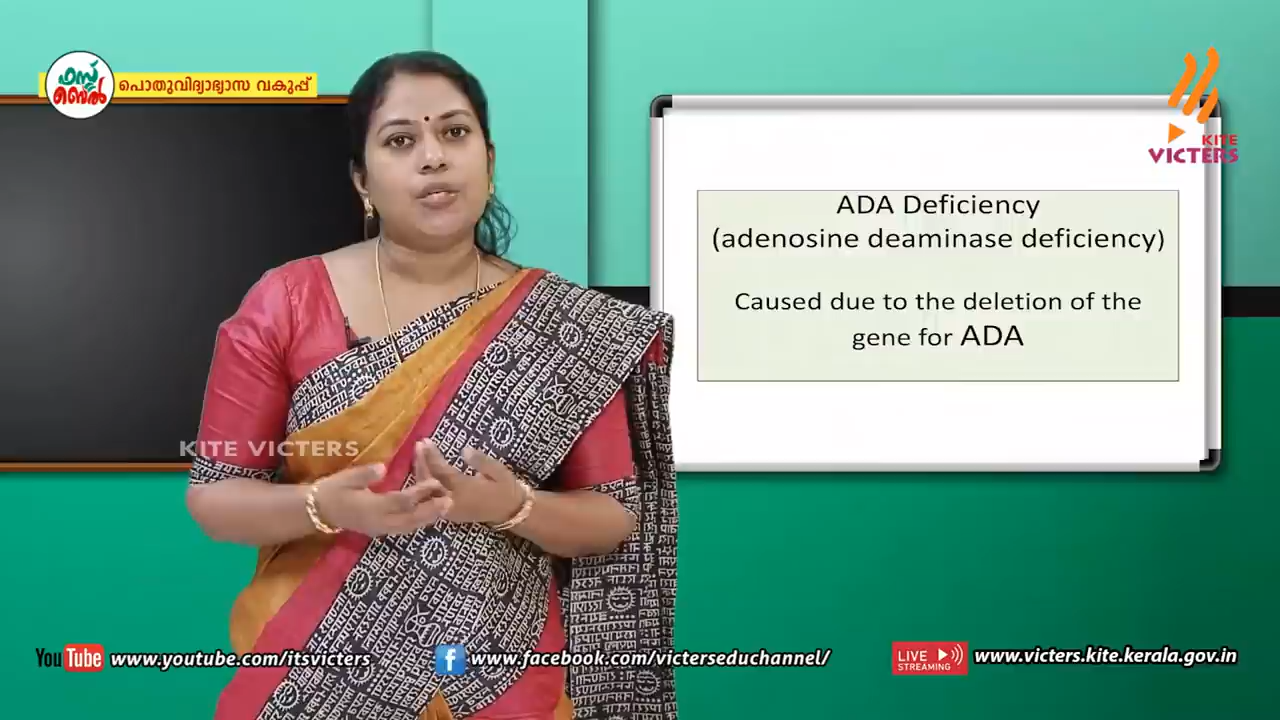 ഫസ്റ്റ്
ബെൽ
പൊതുവിദ്യാഭ്യാസ വകുപ്പ്
KITE
VICTERS
ADA Deficiency
(adenosine deaminase deficiency)
Caused due to the deletion of the
gene for ADA
KITE VICTERS
YouTube www.youtube.com/itsvicters
f www.facebook.com/victerseduchannel/
LIVE
STREAMING
www.victers.kite.kerala.gov.in